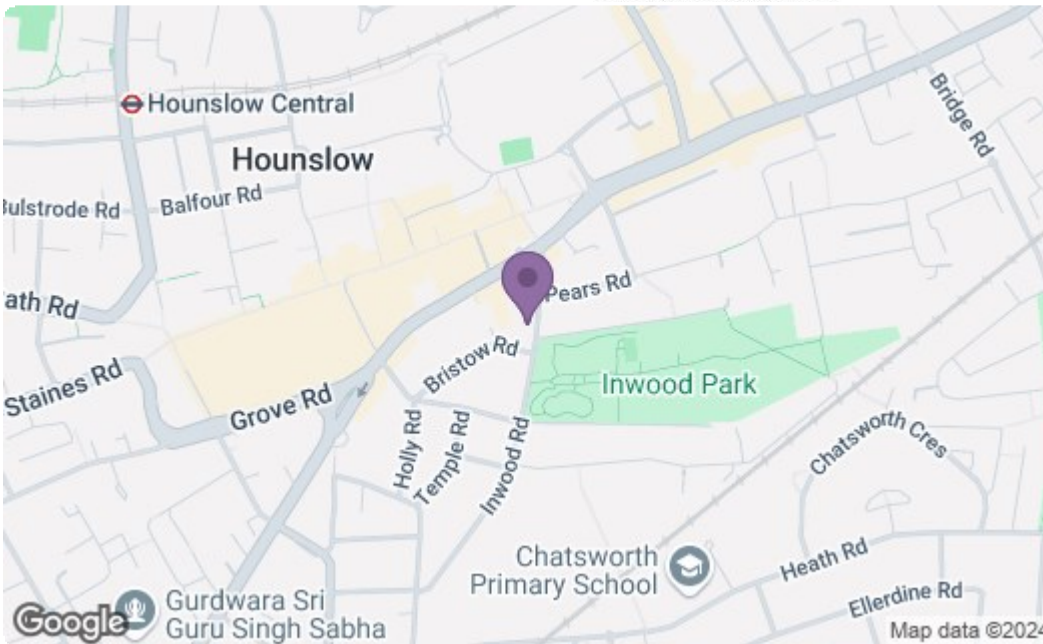 Hounslow Central
Hounslow
Bridge Rd
Bulstrode Rd
Balfour Rd
ath Rd
Pears Rd
Staines Rd
Bristow Rd
Inwood Park
Grove Rd
Holly Rd
Temple Rd
Inwood Rd
Chatsworth Cres
Chatsworth
Primary School
Heath Rd
Ellerdine Rd
Gurdwara Sri
Guru Singh Sabha
Google
Map data ©2024